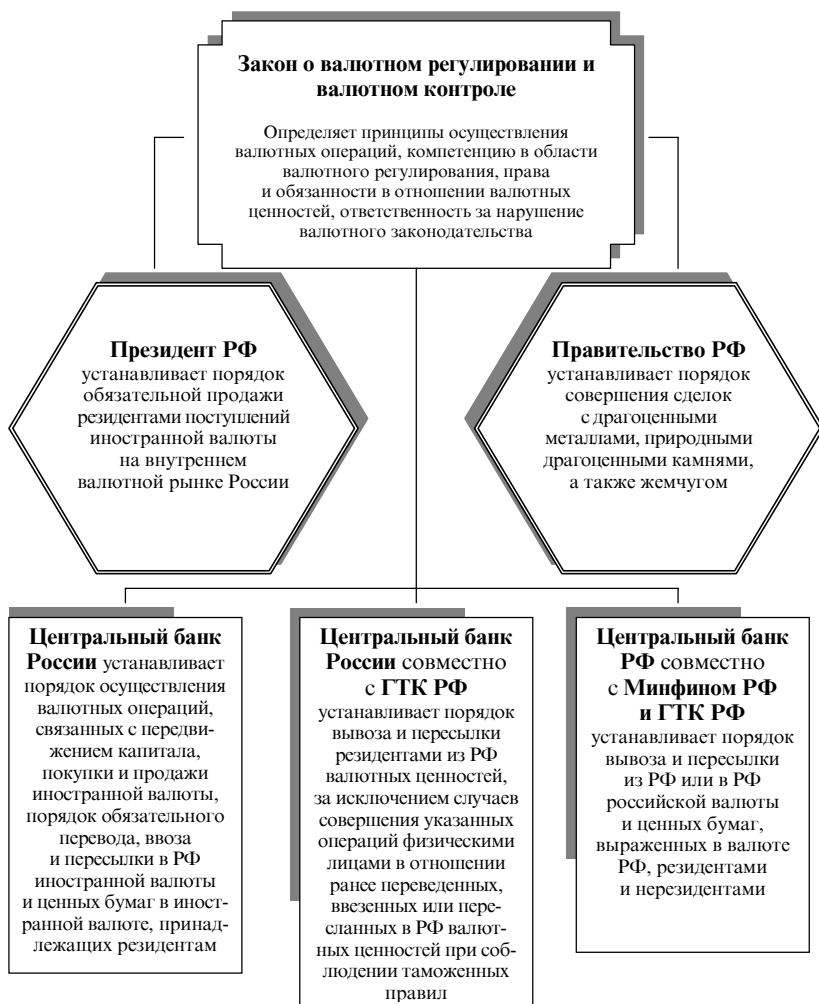 Закон о валютном регулировании и
валютном контроле
Определяет принципы осуществления
валютных операций, компетенцию в области
валютного регулирования, права
и обязанности в отношении валютных
ценностей, ответственность за нарушение
валютного законодательства
Президент РФ
устанавливает порядок
обязательной продажи
резидентами поступлений
иностранной валюты
на внутреннем
валютной рынке России
Правительство РФ
устанавливает порядок
совершения сделок
с драгоценными
металлами, природными
драгоценными камнями,
а также жемчугом
Центральный банк
России устанавливает
порядок осуществления
валютных операций,
связанных с передви-
жением капитала,
покупки и продажи
иностранной валюты,
порядок обязательного
перевода, ввоза
и пересылки в РФ
иностранной валюты
и ценных бумаг в иност-
ранной валюте, принад-
лежащих резидентам
Центральный банк
России совместно
с ГТК РФ
устанавливает порядок
вывоза и пересылки
резидентами из РФ
валютных ценностей,
за исключением случаев
совершения указанных
операций физическими
лицами в отношении
ранее переведенных,
ввезенных или пере-
сланных в РФ валют-
ных ценностей при соб-
людении таможенных
правил
Центральный банк
РФ совместно
с Минфином РФ
и ГТК РФ
устанавливает порядок
вывоза и пересылки
из РФ или в РФ
российской валюты
и ценных бумаг,
выраженных в валюте
РФ, резидентами
и нерезидентами